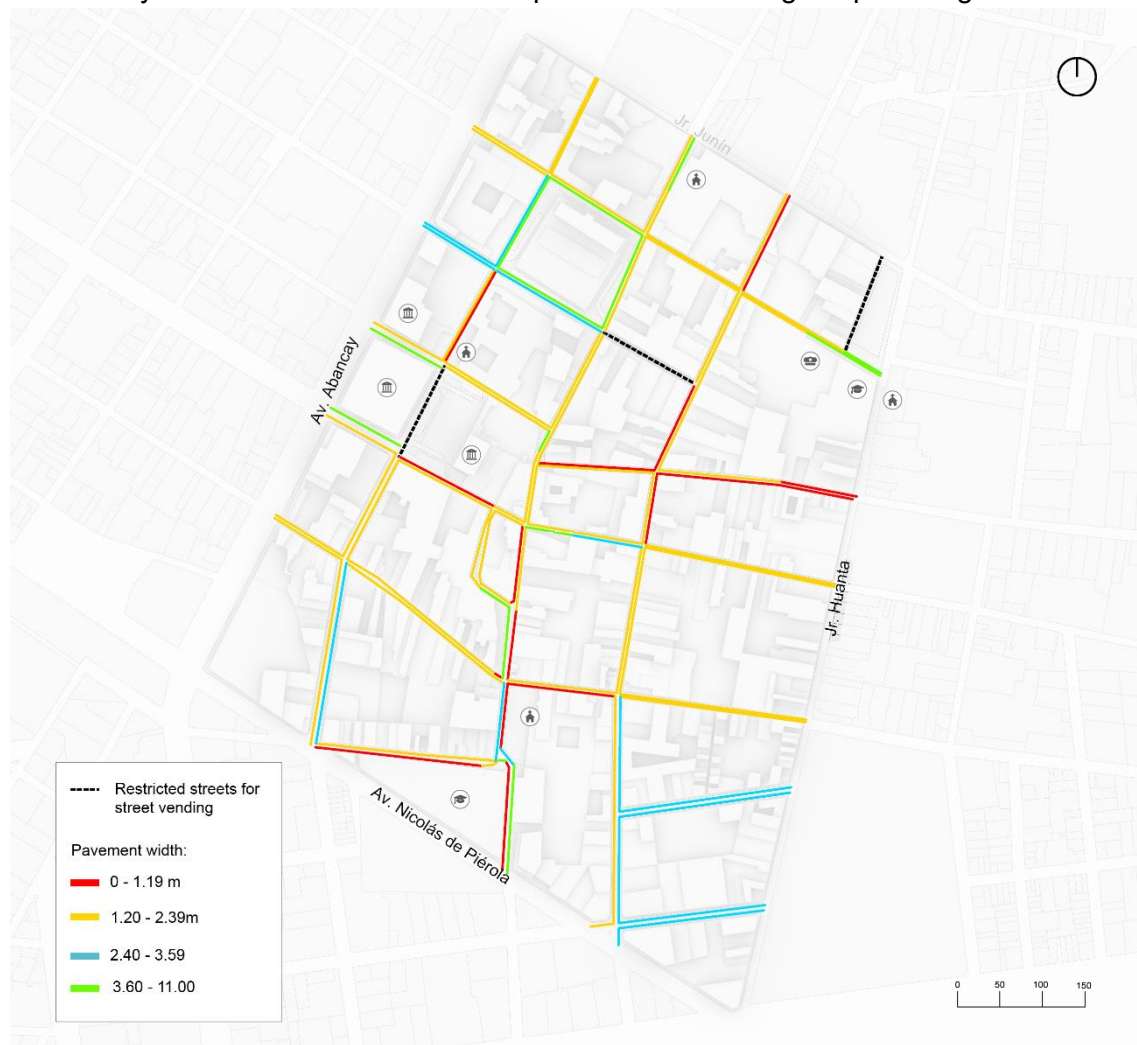 Jr. Junín
Av. Abancay
Jr. Huanta
Av. Nicolás de Piérola
Restricted streets for
street vending
Pavement width:
0 - 1.19 m
1.20 - 2.39m
2.40 - 3.59
3.60 - 11.00
0 50 100 150